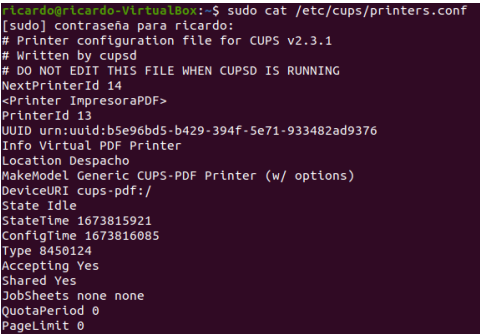 ricardo@ricardo-VirtualBox:~$ sudo cat /etc/cups/printers.conf
[sudo] contraseña para ricardo:
# Printer configuration file for CUPS v2.3.1
# Written by cupsd
# DO NOT EDIT THIS FILE WHEN CUPSD IS RUNNING
NextPrinterId 14
<Printer ImpresoraPDF>
PrinterId 13
UUID urn:uuid:b5e96bd5-b429-394f-5e71-933482ad9376
Info Virtual PDF Printer
Location Despacho
MakeModel Generic CUPS-PDF Printer (w/ options)
DeviceURI cups-pdf:/
State Idle
StateTime 1673815921
ConfigTime 1673816085
Type 8450124
Accepting Yes
Shared Yes
JobSheets none none
QuotaPeriod 0
PageLimit 0